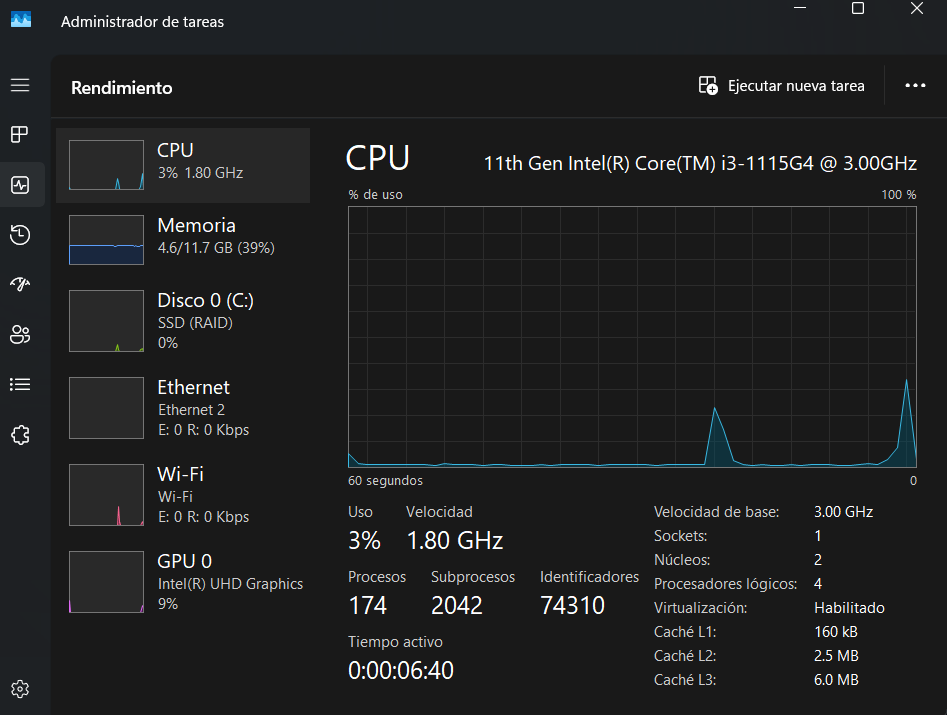 Administrador de tareas
Rendimiento
Ejecutar nueva tarea
CPU
3% 1.80 GHz
Memoria
4.6/11.7 GB (39%)
Disco 0 (C:)
SSD (RAID)
0%
Ethernet
Ethernet 2
E: 0 R: 0 Kbps
Wi-Fi
Wi-Fi
E: 0 R: 0 Kbps
GPU 0
Intel(R) UHD Graphics
9%
CPU
11th Gen Intel(R) Core(TM) i3-1115G4 @ 3.00GHz
% de uso
100 %
60 segundos
0
Uso
Velocidad
3%
1.80 GHz
Procesos
Subprocesos
Identificadores
174
2042
74310
Tiempo activo
0:00:06:40
Velocidad de base: 3.00 GHz
Sockets: 1
Núcleos: 2
Procesadores lógicos: 4
Virtualización: Habilitado
Caché L1: 160 kB
Caché L2: 2.5 MB
Caché L3: 6.0 MB